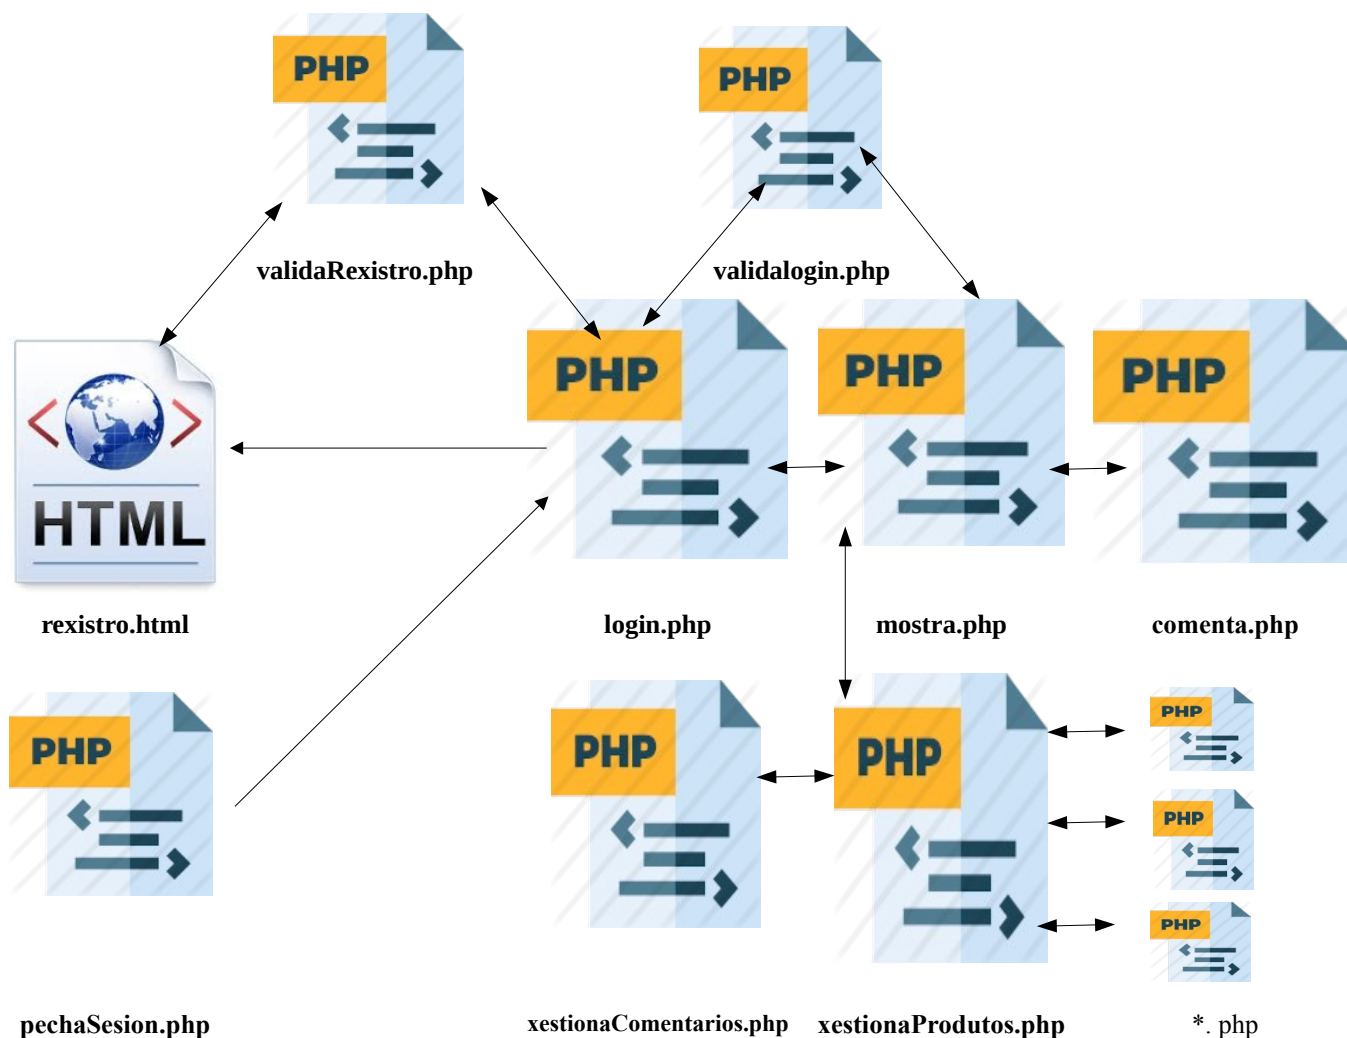 PHP
PHP
validaRexistro.php
validalogin.php
PHP
PHP
PHP
< >
HTML
rexistro.html
login.php
mostra.php
comenta.php
PHP
PHP
PHP
PHP
PHP
PHP
pechaSesion.php
xestionaComentarios.php
xestionaProdutos.php
*. php